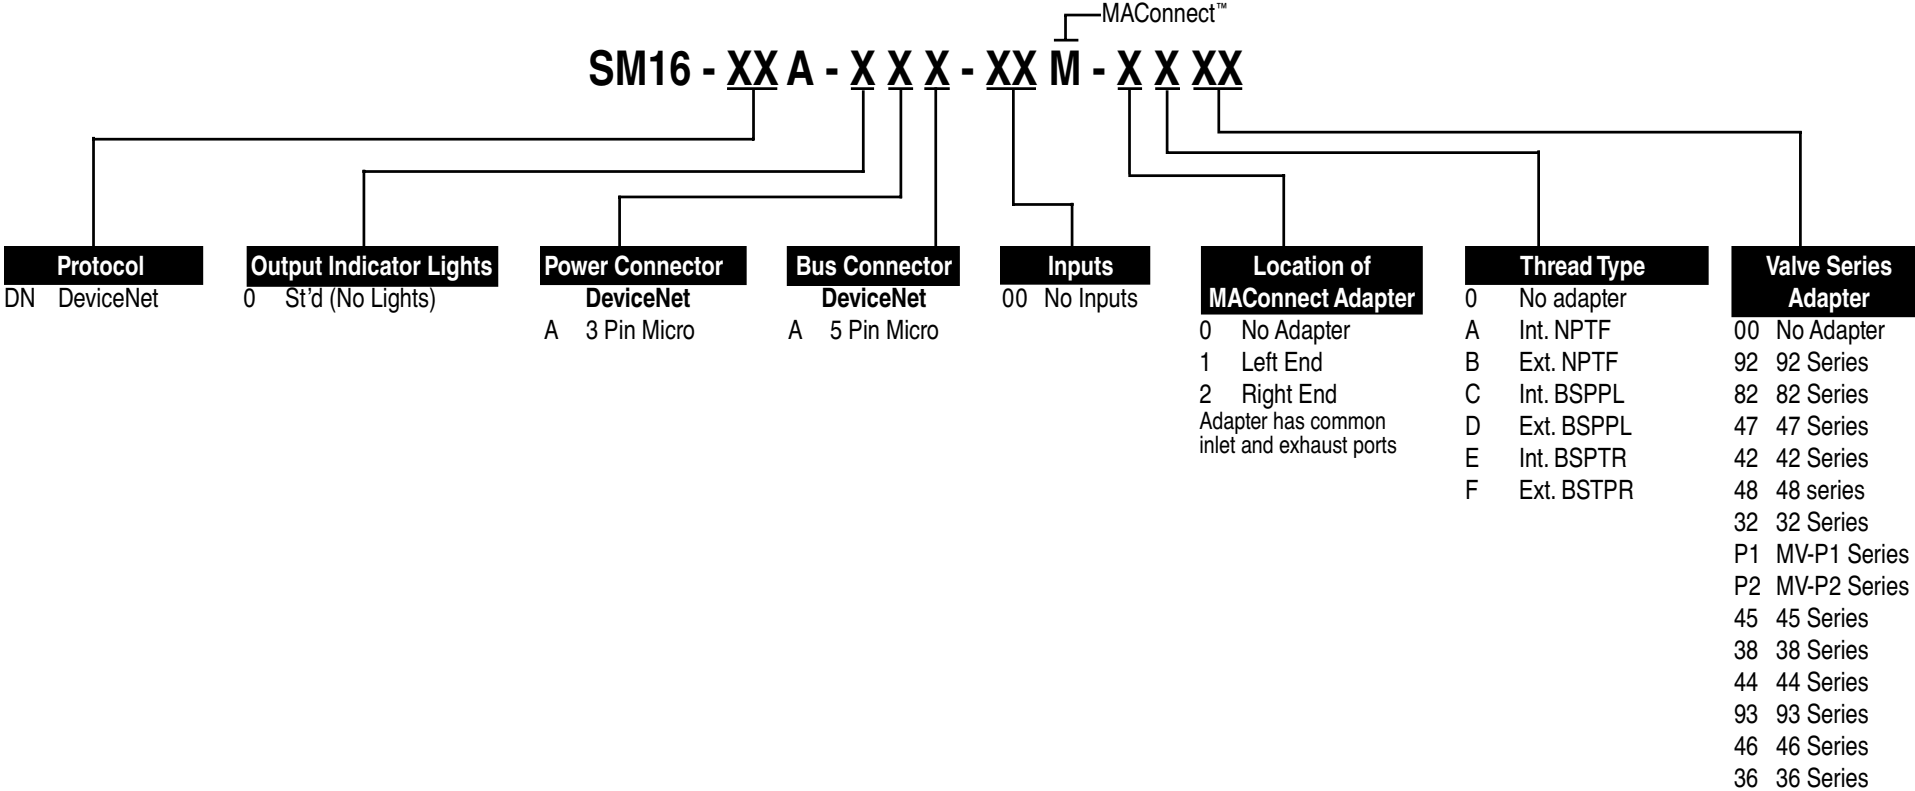 MAConnect™
SM16 - XX A - X X X - XX M - X X XX
Protocol
DN DeviceNet
Output Indicator Lights
0 St'd (No Lights)
Power Connector
DeviceNet
A 3 Pin Micro
Bus Connector
DeviceNet
A 5 Pin Micro
Inputs
00 No Inputs
Location of
MAConnect Adapter
0 No Adapter
1 Left End
2 Right End
Adapter has common
inlet and exhaust ports
Thread Type
0 No adapter
A Int. NPTF
B Ext. NPTF
C Int. BSPPL
D Ext. BSPPL
E Int. BSPTR
F Ext. BSTPR
Valve Series
Adapter
00 No Adapter
92 92 Series
82 82 Series
47 47 Series
42 42 Series
48 48 series
32 32 Series
P1 MV-P1 Series
P2 MV-P2 Series
45 45 Series
38 38 Series
44 44 Series
93 93 Series
46 46 Series
36 36 Series